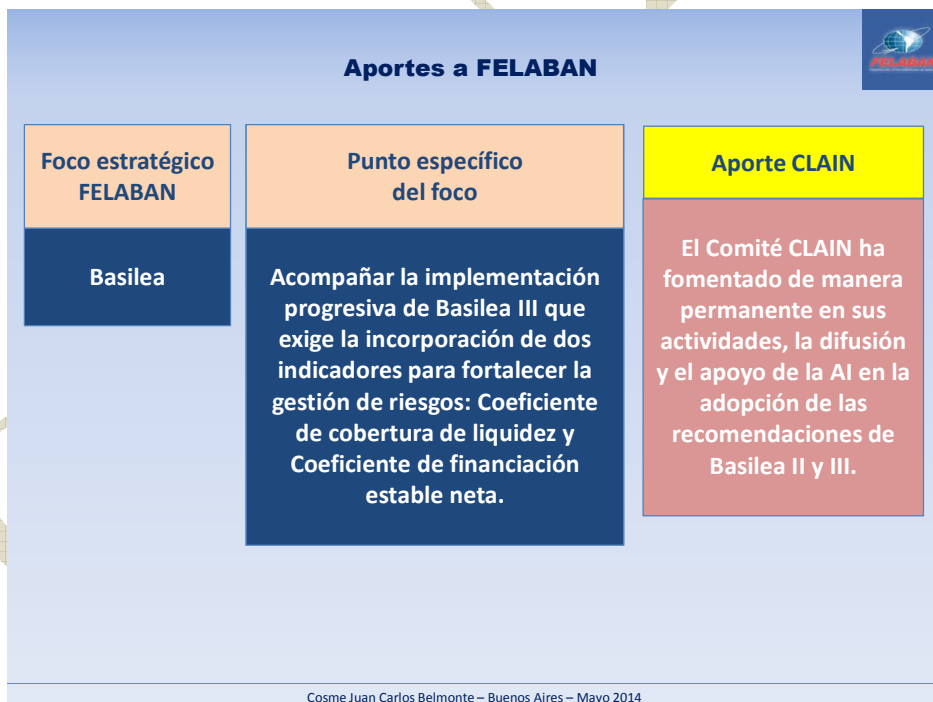 Aportes a FELABAN
FELABAN
Foco estratégico
FELABAN
Punto específico
del foco
Aporte CLAIN
Basilea
Acompañar la implementación
progresiva de Basilea III que
exige la incorporación de dos
indicadores para fortalecer la
gestión de riesgos: Coeficiente
de cobertura de liquidez y
Coeficiente de financiación
estable neta.
El Comité CLAIN ha
fomentado de manera
permanente en sus
actividades, la difusión
y el apoyo de la AI en la
adopción de las
recomendaciones de
Basilea II y III.
Cosme Juan Carlos Belmonte – Buenos Aires – Mayo 2014